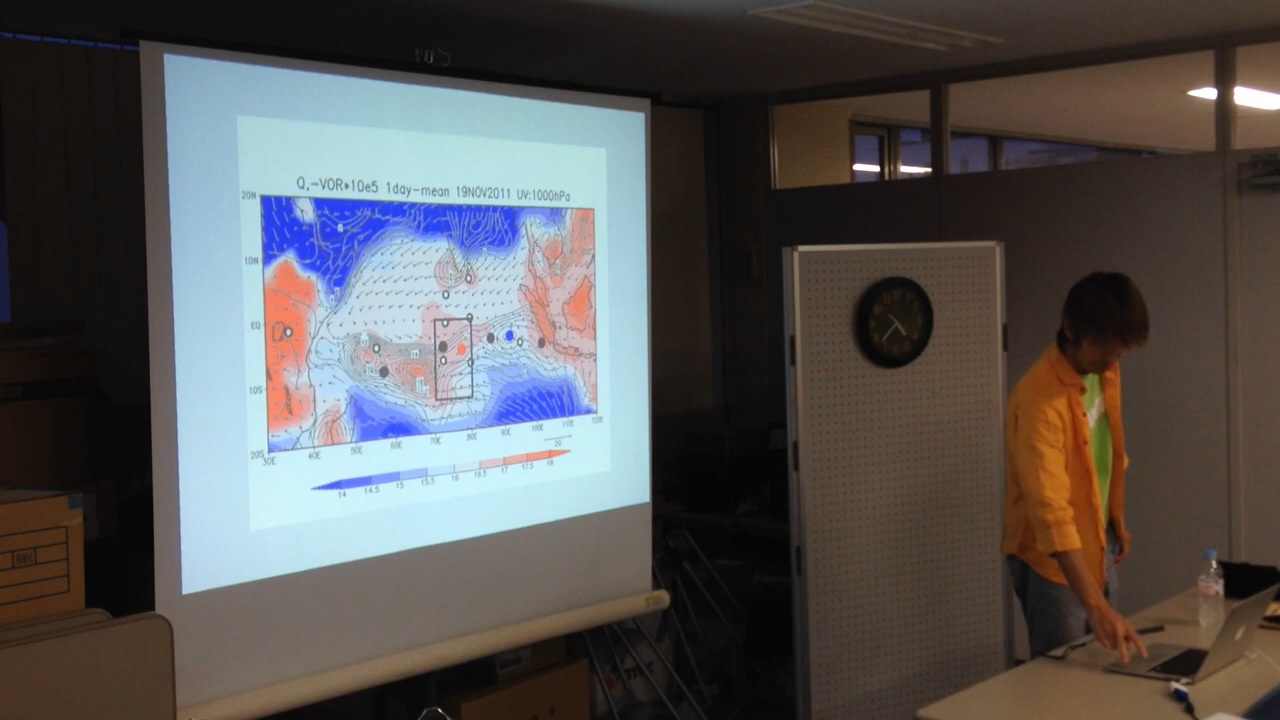 Q,-VOR*10e5 1day-mean 19NOV2011 UV:1000hPa
20N
10N
EQ
10S
20S
30E 40E 50E 60E 70E 80E 90E 100E 110E 120E
20
14 14.5 15 15.5 16 16.5 17 17.5 18